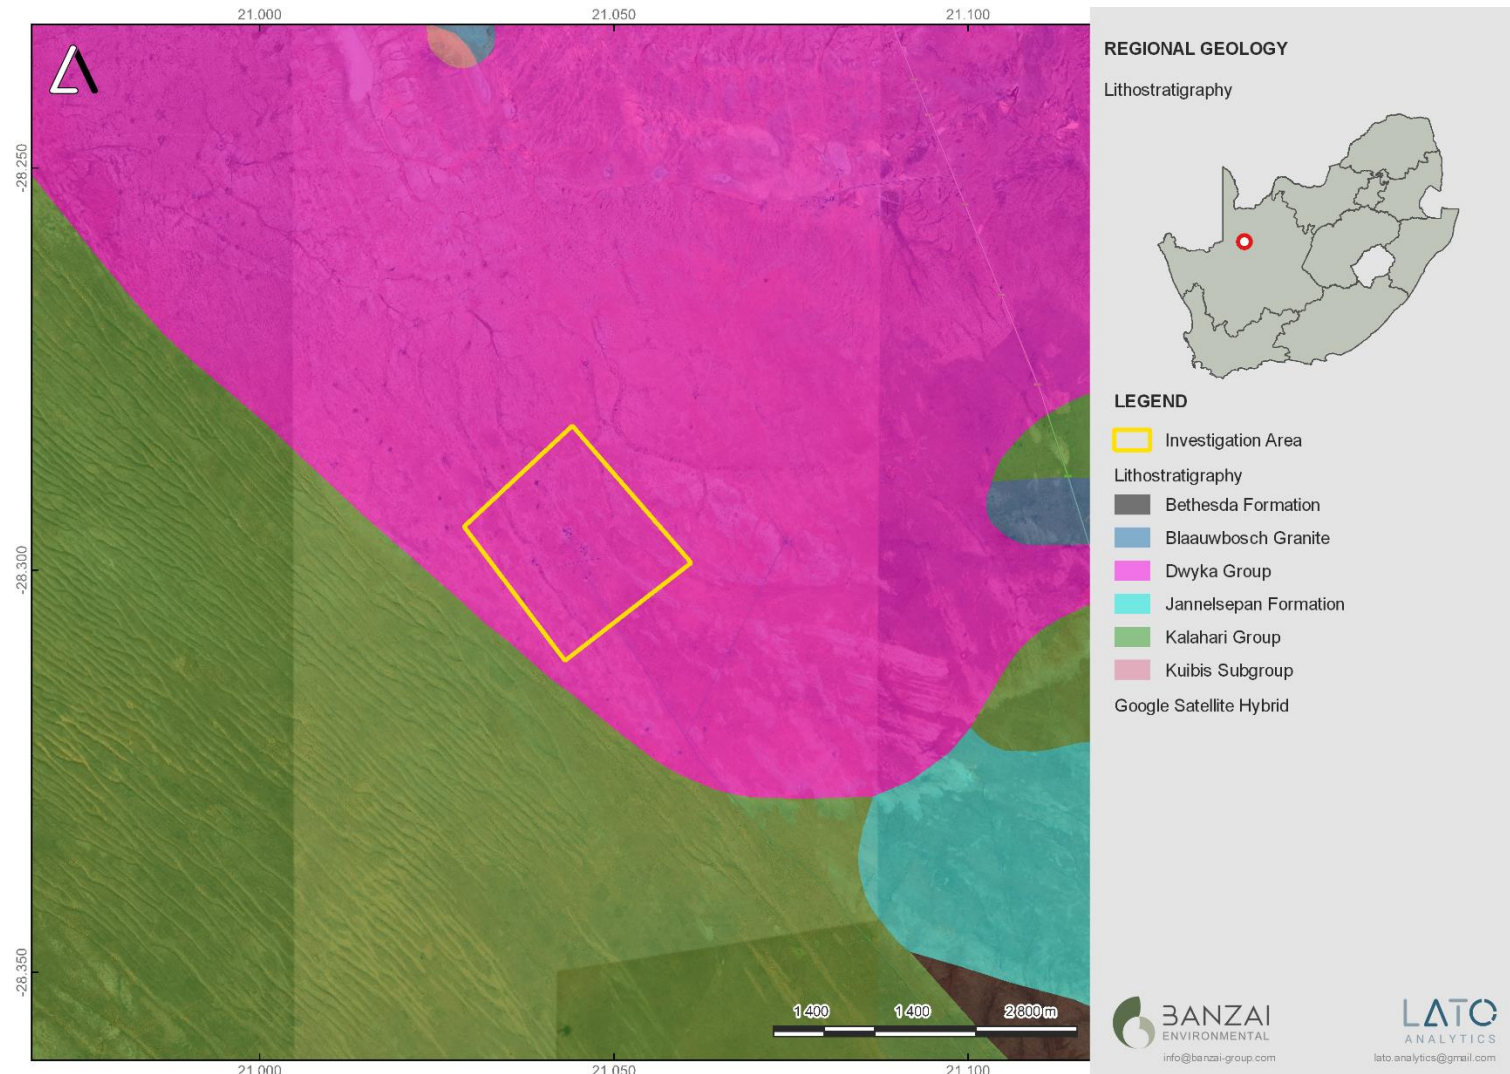 21.000 21.050 21.100
-28.250
-28.300
-28.350
1 400 1 400 2 800 m
21.000 21.050 21.100
REGIONAL GEOLOGY
Lithostratigraphy
LEGEND
Investigation Area
Lithostratigraphy
Bethesda Formation
Blaauwbosch Granite
Dwyka Group
Jannelsepan Formation
Kalahari Group
Kuibis Subgroup
Google Satellite Hybrid
BANZAI
ENVIRONMENTAL
info@banzai-group.com
LATO
ANALYTICS
lato.analytics@gmail.com